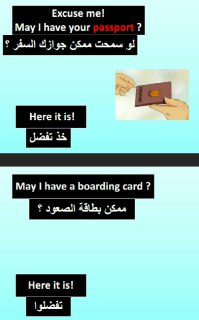 Excuse me!
May I have your passport ?
لو سمحت ممكن جوازك السفر ؟
Here it is!
خذ تفضل
May I have a boarding card ?
ممكن بطاقة الصعود ؟
Here it is!
تفضلوا